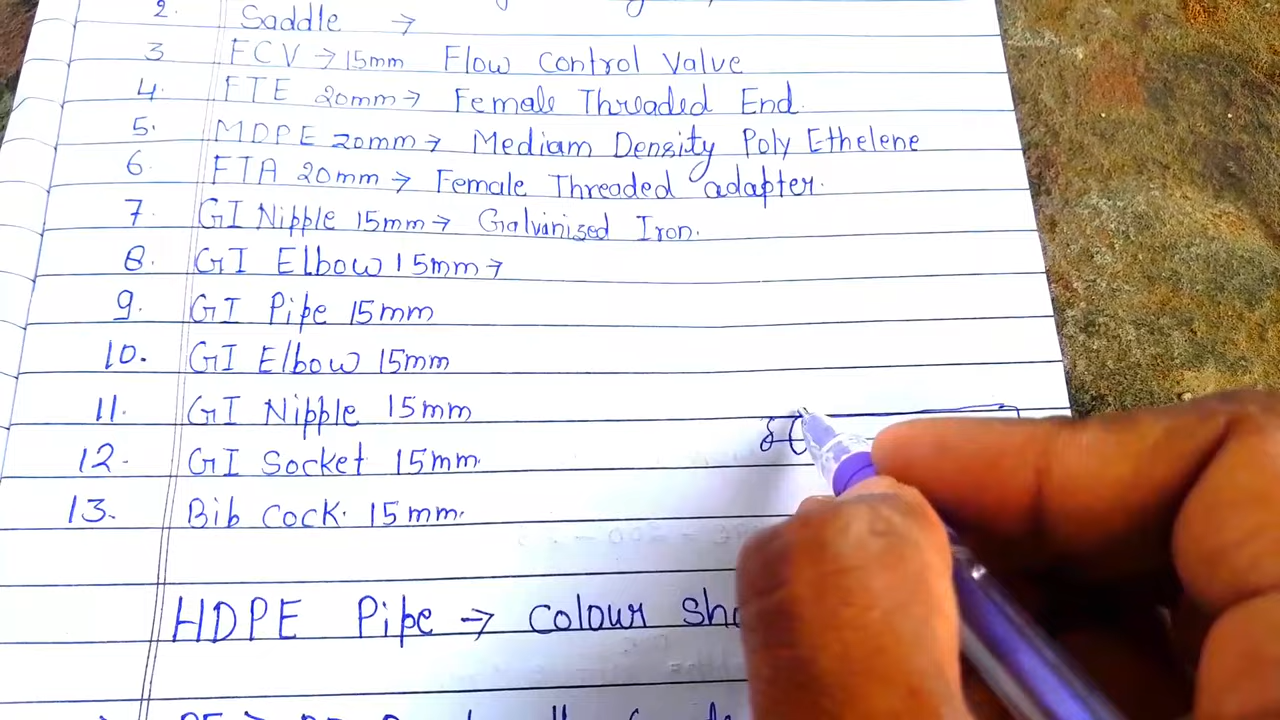 2. Saddle →
3 FCV → 15mm Flow Control Valve
4. FTE 20mm → Female Threaded End.
5. MDPE 20mm → Mediam Density Poly Ethelene
6. FTA 20mm → Female Threaded adapter.
7. GI Nipple 15mm → Galvanised Iron.
8. GI Elbow 15mm →
9. GI Pipe 15mm
10. GI Elbow 15mm
11. GI Nipple 15mm
12. GI Socket 15mm.
13. Bib Cock. 15mm.
HDPE Pipe → Colour